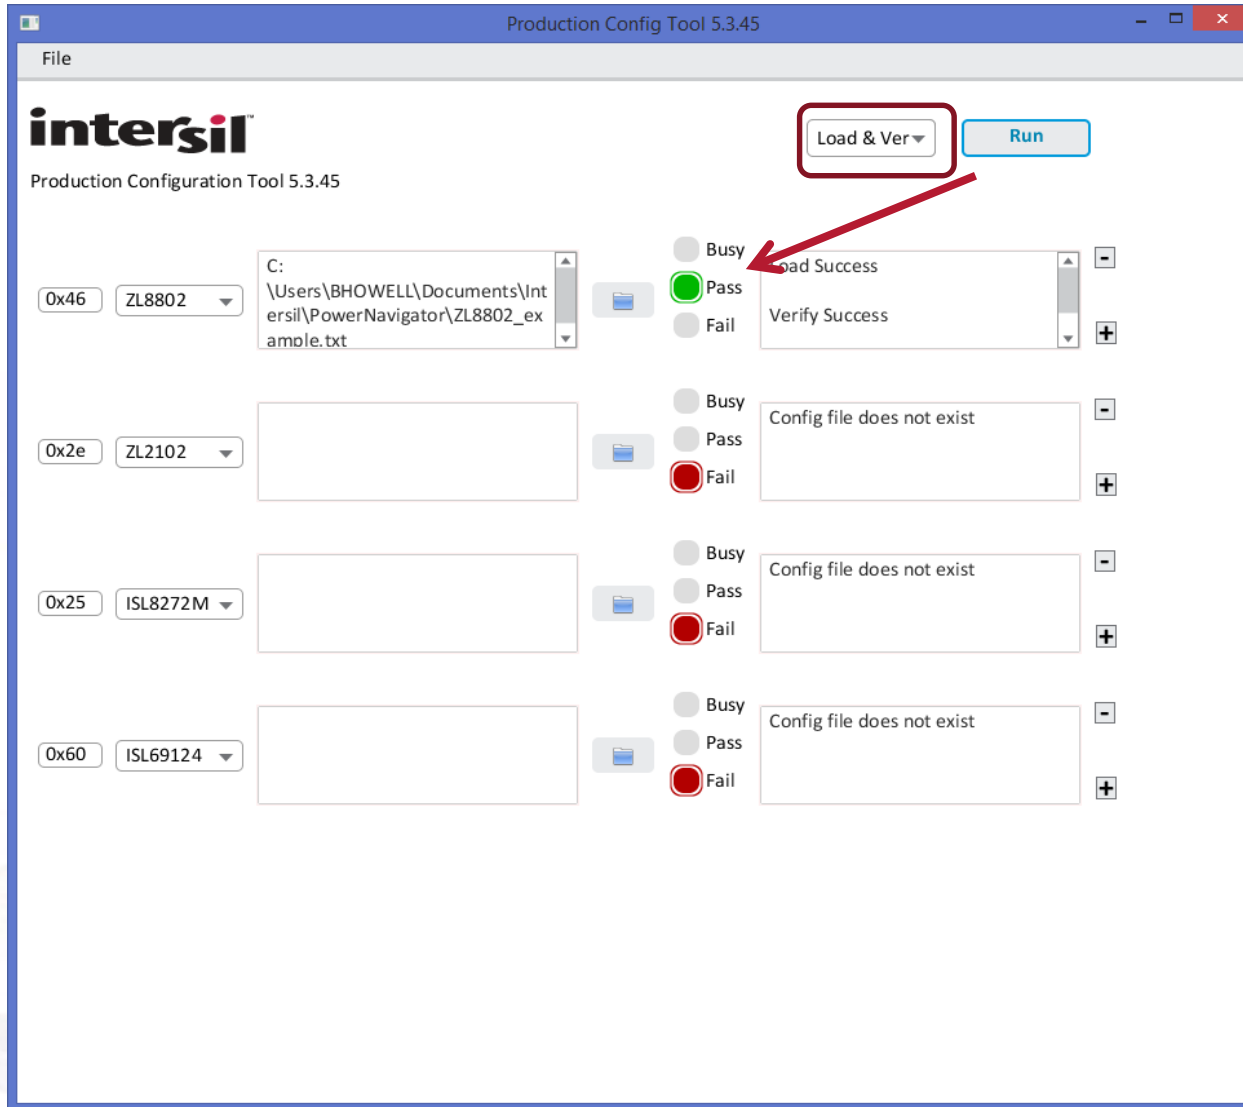 Production Config Tool 5.3.45
File
intersil™
Load & Ver
Run
Production Configuration Tool 5.3.45
0x46
ZL8802
C:
\Users\BHOWELL\Documents\Int
ersil\PowerNavigator\ZL8802_ex
ample.txt
Busy
Pass
Fail
Load Success
Verify Success
-
+
0x2e
ZL2102
Busy
Pass
Fail
Config file does not exist
-
+
0x25
ISL8272M
Busy
Pass
Fail
Config file does not exist
-
+
0x60
ISL69124
Busy
Pass
Fail
Config file does not exist
-
+